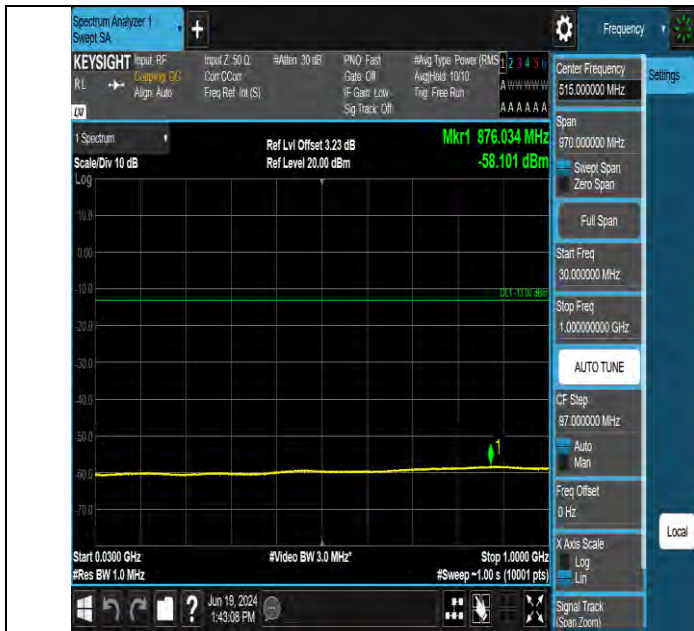 Spectrum Analyzer 1
Swept SA
+
Frequency
KEYSIGHT
RL
LXI
Input: RF
Coupling: DC
Align: Auto
Input Z: 50 Ω
Corr CCorr
Freq Ref: Int (S)
#Atten: 30 dB
PNO: Fast
Gate: Off
IF Gain: Low
Sig Track: Off
#Avg Type: Power (RMS
Avg|Hold: 10/10
Trig: Free Run
1 2 3 4 5 6
A W W W W W
A A A A A A
1 Spectrum
Scale/Div 10 dB
Ref Lvl Offset 3.23 dB
Ref Level 20.00 dBm
Mkr1 876.034 MHz
-58.101 dBm
Log
10.0
0.00
-10.0
-20.0
-30.0
-40.0
-50.0
-60.0
-70.0
DL1 -13.00 dBm
1
Start 0.0300 GHz
#Res BW 1.0 MHz
#Video BW 3.0 MHz*
Stop 1.0000 GHz
#Sweep ~1.00 s (10001 pts)
Jun 19, 2024
1:43:06 PM
Center Frequency
515.000000 MHz
Settings
Span
970.000000 MHz
Swept Span
Zero Span
Full Span
Start Freq
30.000000 MHz
Stop Freq
1.000000000 GHz
AUTO TUNE
CF Step
97.000000 MHz
Auto
Man
Freq Offset
0 Hz
X Axis Scale
Log
Lin
Local
Signal Track
(Span Zoom)